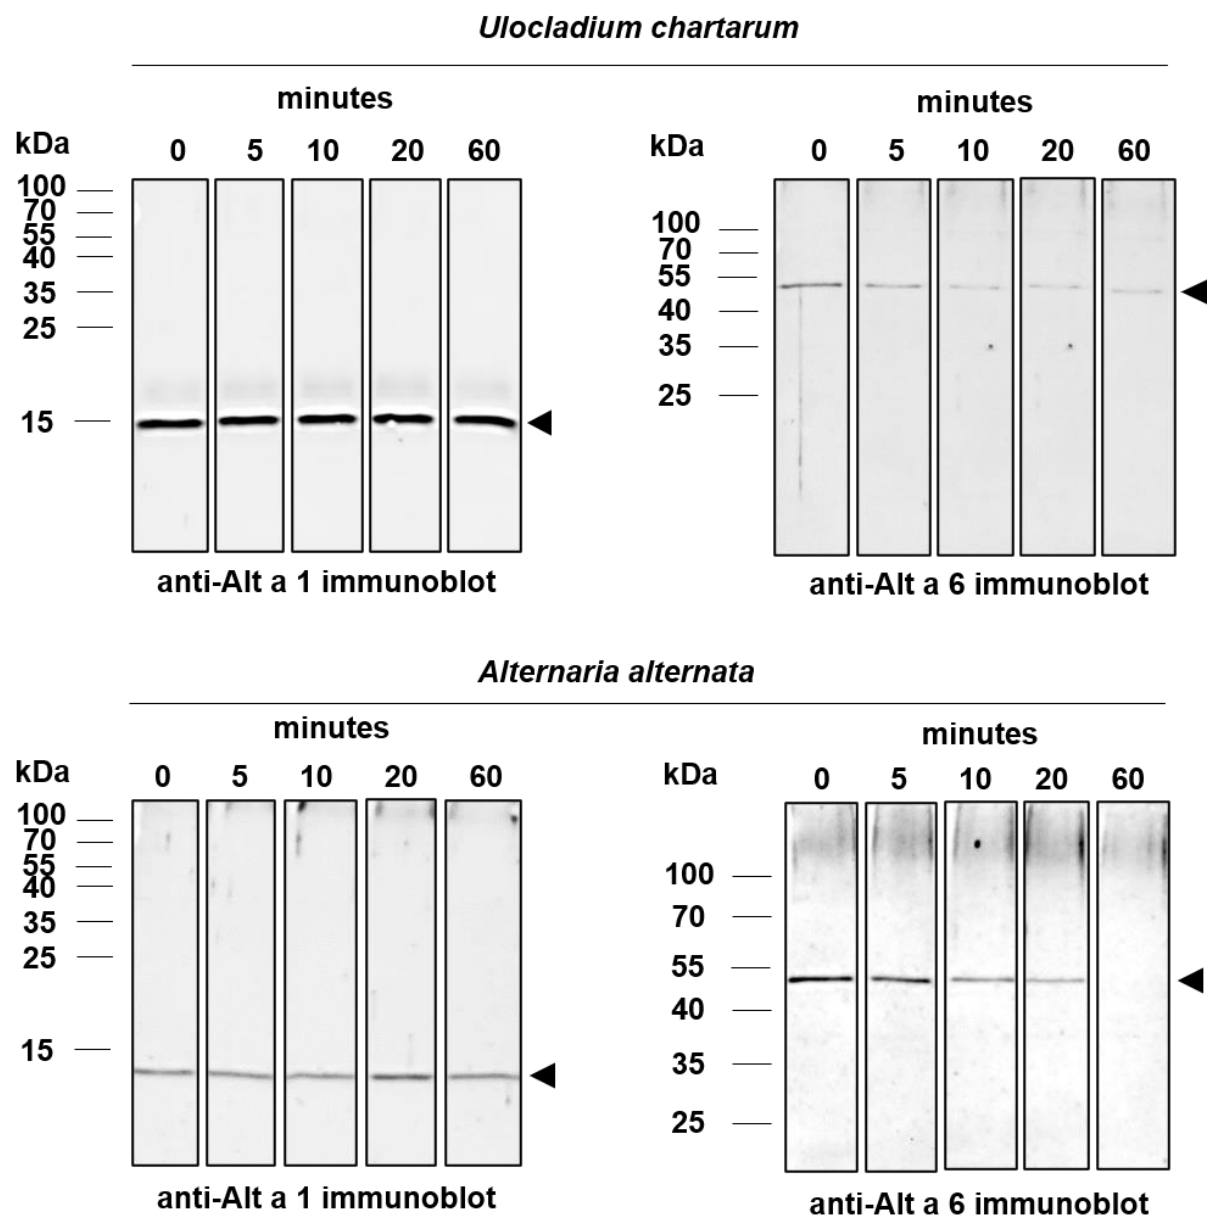 Ulocladium chartarum
minutes
kDa 0 5 10 20 60
100
70
55
40
35
25
15
anti-Alt a 1 immunoblot
minutes
kDa 0 5 10 20 60
100
70
55
40
35
25
anti-Alt a 6 immunoblot
Alternaria alternata
minutes
kDa 0 5 10 20 60
100
70
55
40
35
25
15
anti-Alt a 1 immunoblot
minutes
kDa 0 5 10 20 60
100
70
55
40
35
25
anti-Alt a 6 immunoblot